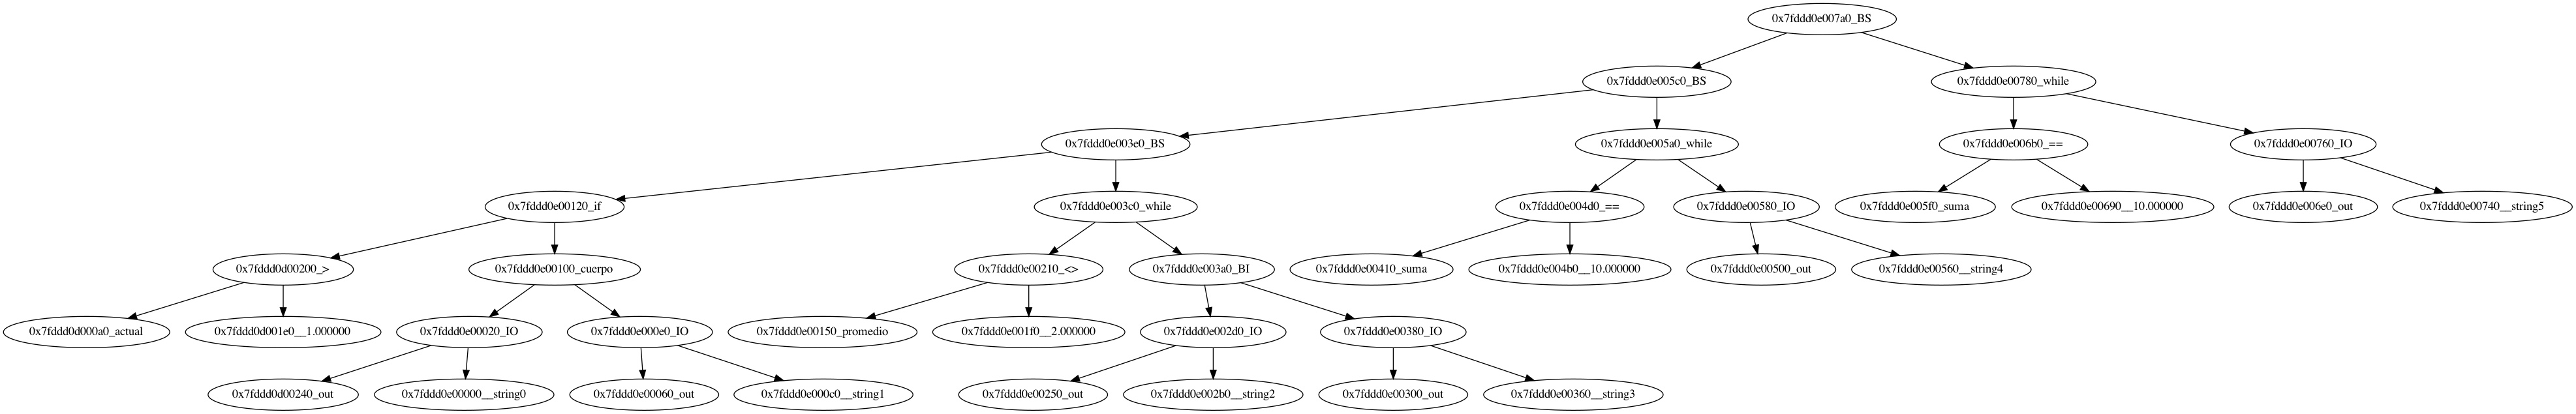 0x7fddd0e007a0_BS
0x7fddd0e005c0_BS
0x7fddd0e00780_while
0x7fddd0e003e0_BS
0x7fddd0e005a0_while
0x7fddd0e006b0_==
0x7fddd0e00760_IO
0x7fddd0e00120_if
0x7fddd0e003c0_while
0x7fddd0e004d0_==
0x7fddd0e00580_IO
0x7fddd0e005f0_suma
0x7fddd0e00690__10.000000
0x7fddd0e006e0_out
0x7fddd0e00740__string5
0x7fddd0d00200_>
0x7fddd0e00100_cuerpo
0x7fddd0e00210_<>
0x7fddd0e003a0_BI
0x7fddd0e00410_suma
0x7fddd0e004b0__10.000000
0x7fddd0e00500_out
0x7fddd0e00560__string4
0x7fddd0d000a0_actual
0x7fddd0d001e0__1.000000
0x7fddd0e00020_IO
0x7fddd0e000e0_IO
0x7fddd0e00150_promedio
0x7fddd0e001f0__2.000000
0x7fddd0e002d0_IO
0x7fddd0e00380_IO
0x7fddd0d00240_out
0x7fddd0e00000__string0
0x7fddd0e00060_out
0x7fddd0e000c0__string1
0x7fddd0e00250_out
0x7fddd0e002b0__string2
0x7fddd0e00300_out
0x7fddd0e00360__string3